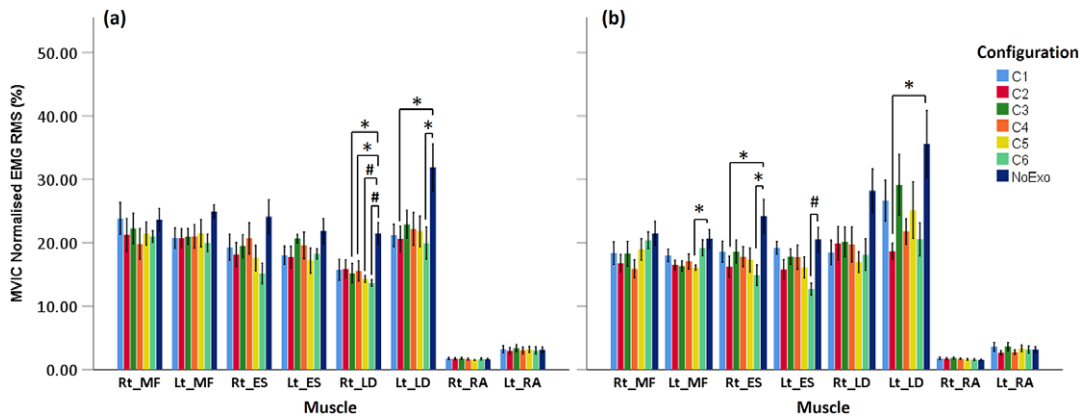 (a)
(b)
MVIC Normalised EMG RMS (%)
50.00
40.00
30.00
20.00
10.00
0.00
*
*
#
#
*
*
*
*
*
#
*
Configuration
C1
C2
C3
C4
C5
C6
NoExo
Rt_MF Lt_MF Rt_ES Lt_ES Rt_LD Lt_LD Rt_RA Lt_RA
Rt_MF Lt_MF Rt_ES Lt_ES Rt_LD Lt_LD Rt_RA Lt_RA
Muscle
Muscle